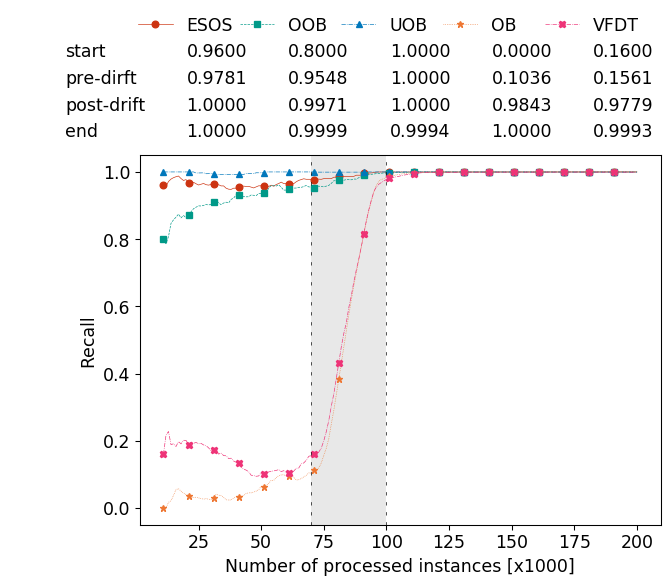 ESOS OOB UOB OB VFDT
start 0.9600 0.8000 1.0000 0.0000 0.1600
pre-dirft 0.9781 0.9548 1.0000 0.1036 0.1561
post-drift 1.0000 0.9971 1.0000 0.9843 0.9779
end 1.0000 0.9999 0.9994 1.0000 0.9993
1.0
0.8
0.6
0.4
0.2
0.0
Recall
25 50 75 100 125 150 175 200
Number of processed instances [x1000]